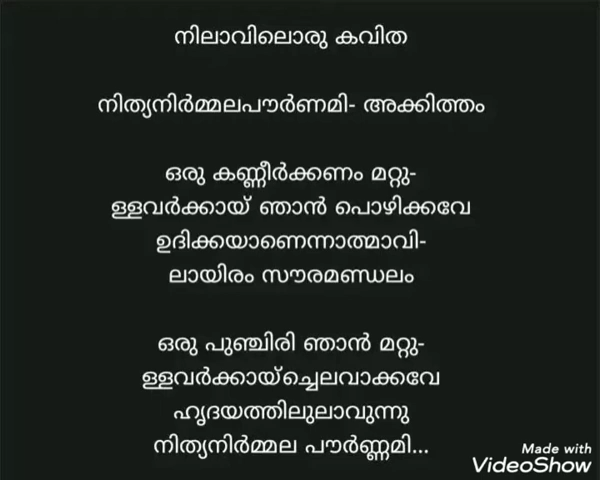 നിലാവിലൊരു കവിത
നിത്യനിർമ്മലപൗർണമി- അക്കിത്തം
ഒരു കണ്ണീർക്കണം മറ്റു-
ള്ളവർക്കായ് ഞാൻ പൊഴിക്കവേ
ഉദിക്കയാണെന്നാത്മാവി-
ലായിരം സൗരമണ്ഡലം
ഒരു പുഞ്ചിരി ഞാൻ മറ്റു-
ള്ളവർക്കായ്ച്ചെലവാക്കവേ
ഹൃദയത്തിലുലാവുന്നു
നിത്യനിർമ്മല പൗർണ്ണമി...
Made with
VideoShow